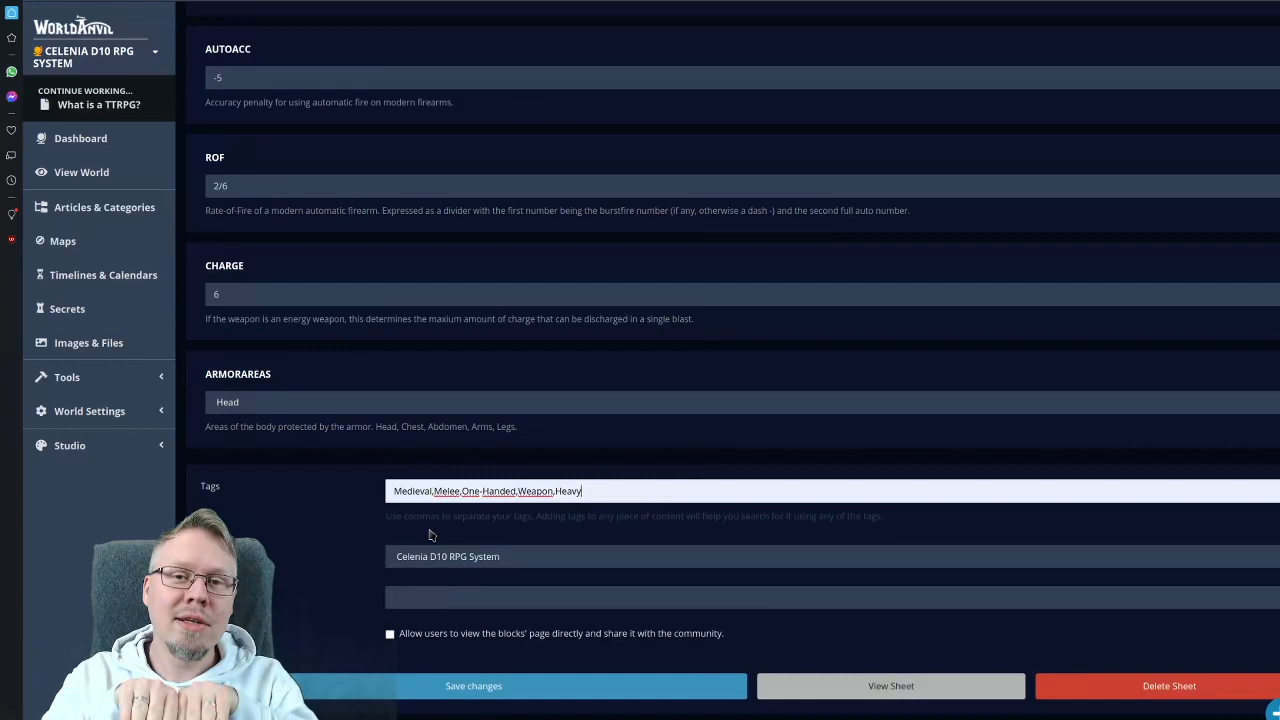 WORLDANVIL
CELENIA D10 RPG
SYSTEM
CONTINUE WORKING...
What is a TTRPG?
Dashboard
View World
Articles & Categories
Maps
Timelines & Calendars
Secrets
Images & Files
Tools
World Settings
Studio
AUTOACC
-5
Accuracy penalty for using automatic fire on modern firearms.
ROF
2/6
Rate-of-Fire of a modern automatic firearm. Expressed as a divider with the first number being the burstfire number (if any, otherwise a dash -) and the second full auto number.
CHARGE
6
If the weapon is an energy weapon, this determines the maxium amount of charge that can be discharged in a single blast.
ARMORAREAS
Head
Areas of the body protected by the armor. Head, Chest, Abdomen, Arms, Legs.
Tags
Medieval,Melee,One-Handed,Weapon,Heavy
Use commas to separate your tags. Adding tags to any piece of content will help you search for it using any of the tags.
Celenia D10 RPG System
Allow users to view the blocks' page directly and share it with the community.
Save changes
View Sheet
Delete Sheet